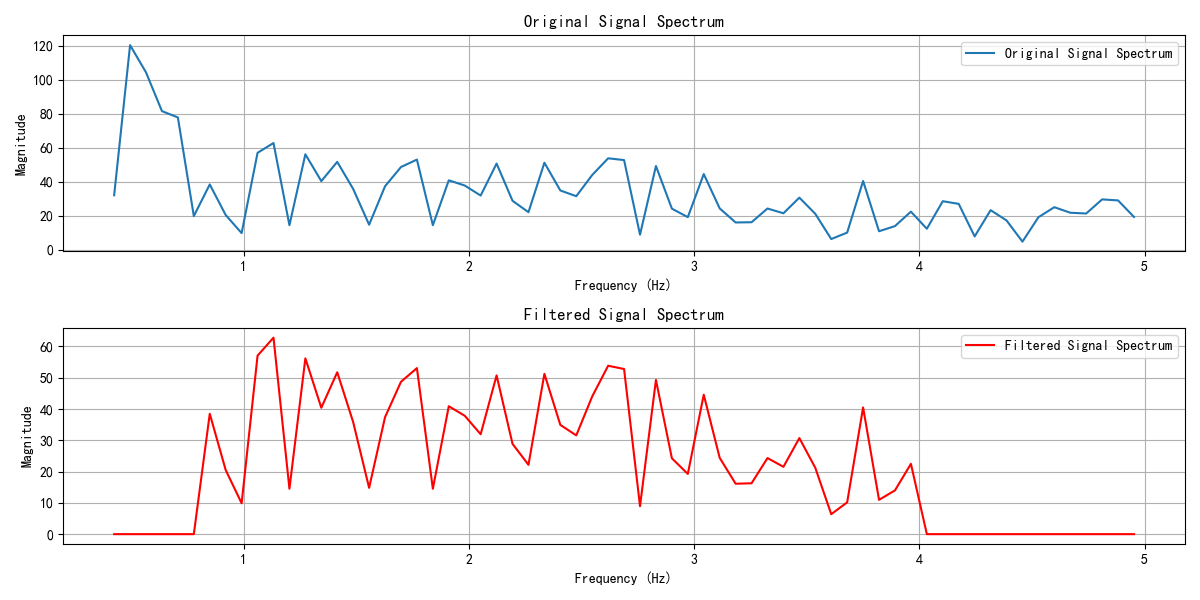 Original Signal Spectrum
Original Signal Spectrum
Magnitude
120
100
80
60
40
20
0
1 2 3 4 5
Frequency (Hz)
Filtered Signal Spectrum
Filtered Signal Spectrum
Magnitude
60
50
40
30
20
10
0
1 2 3 4 5
Frequency (Hz)